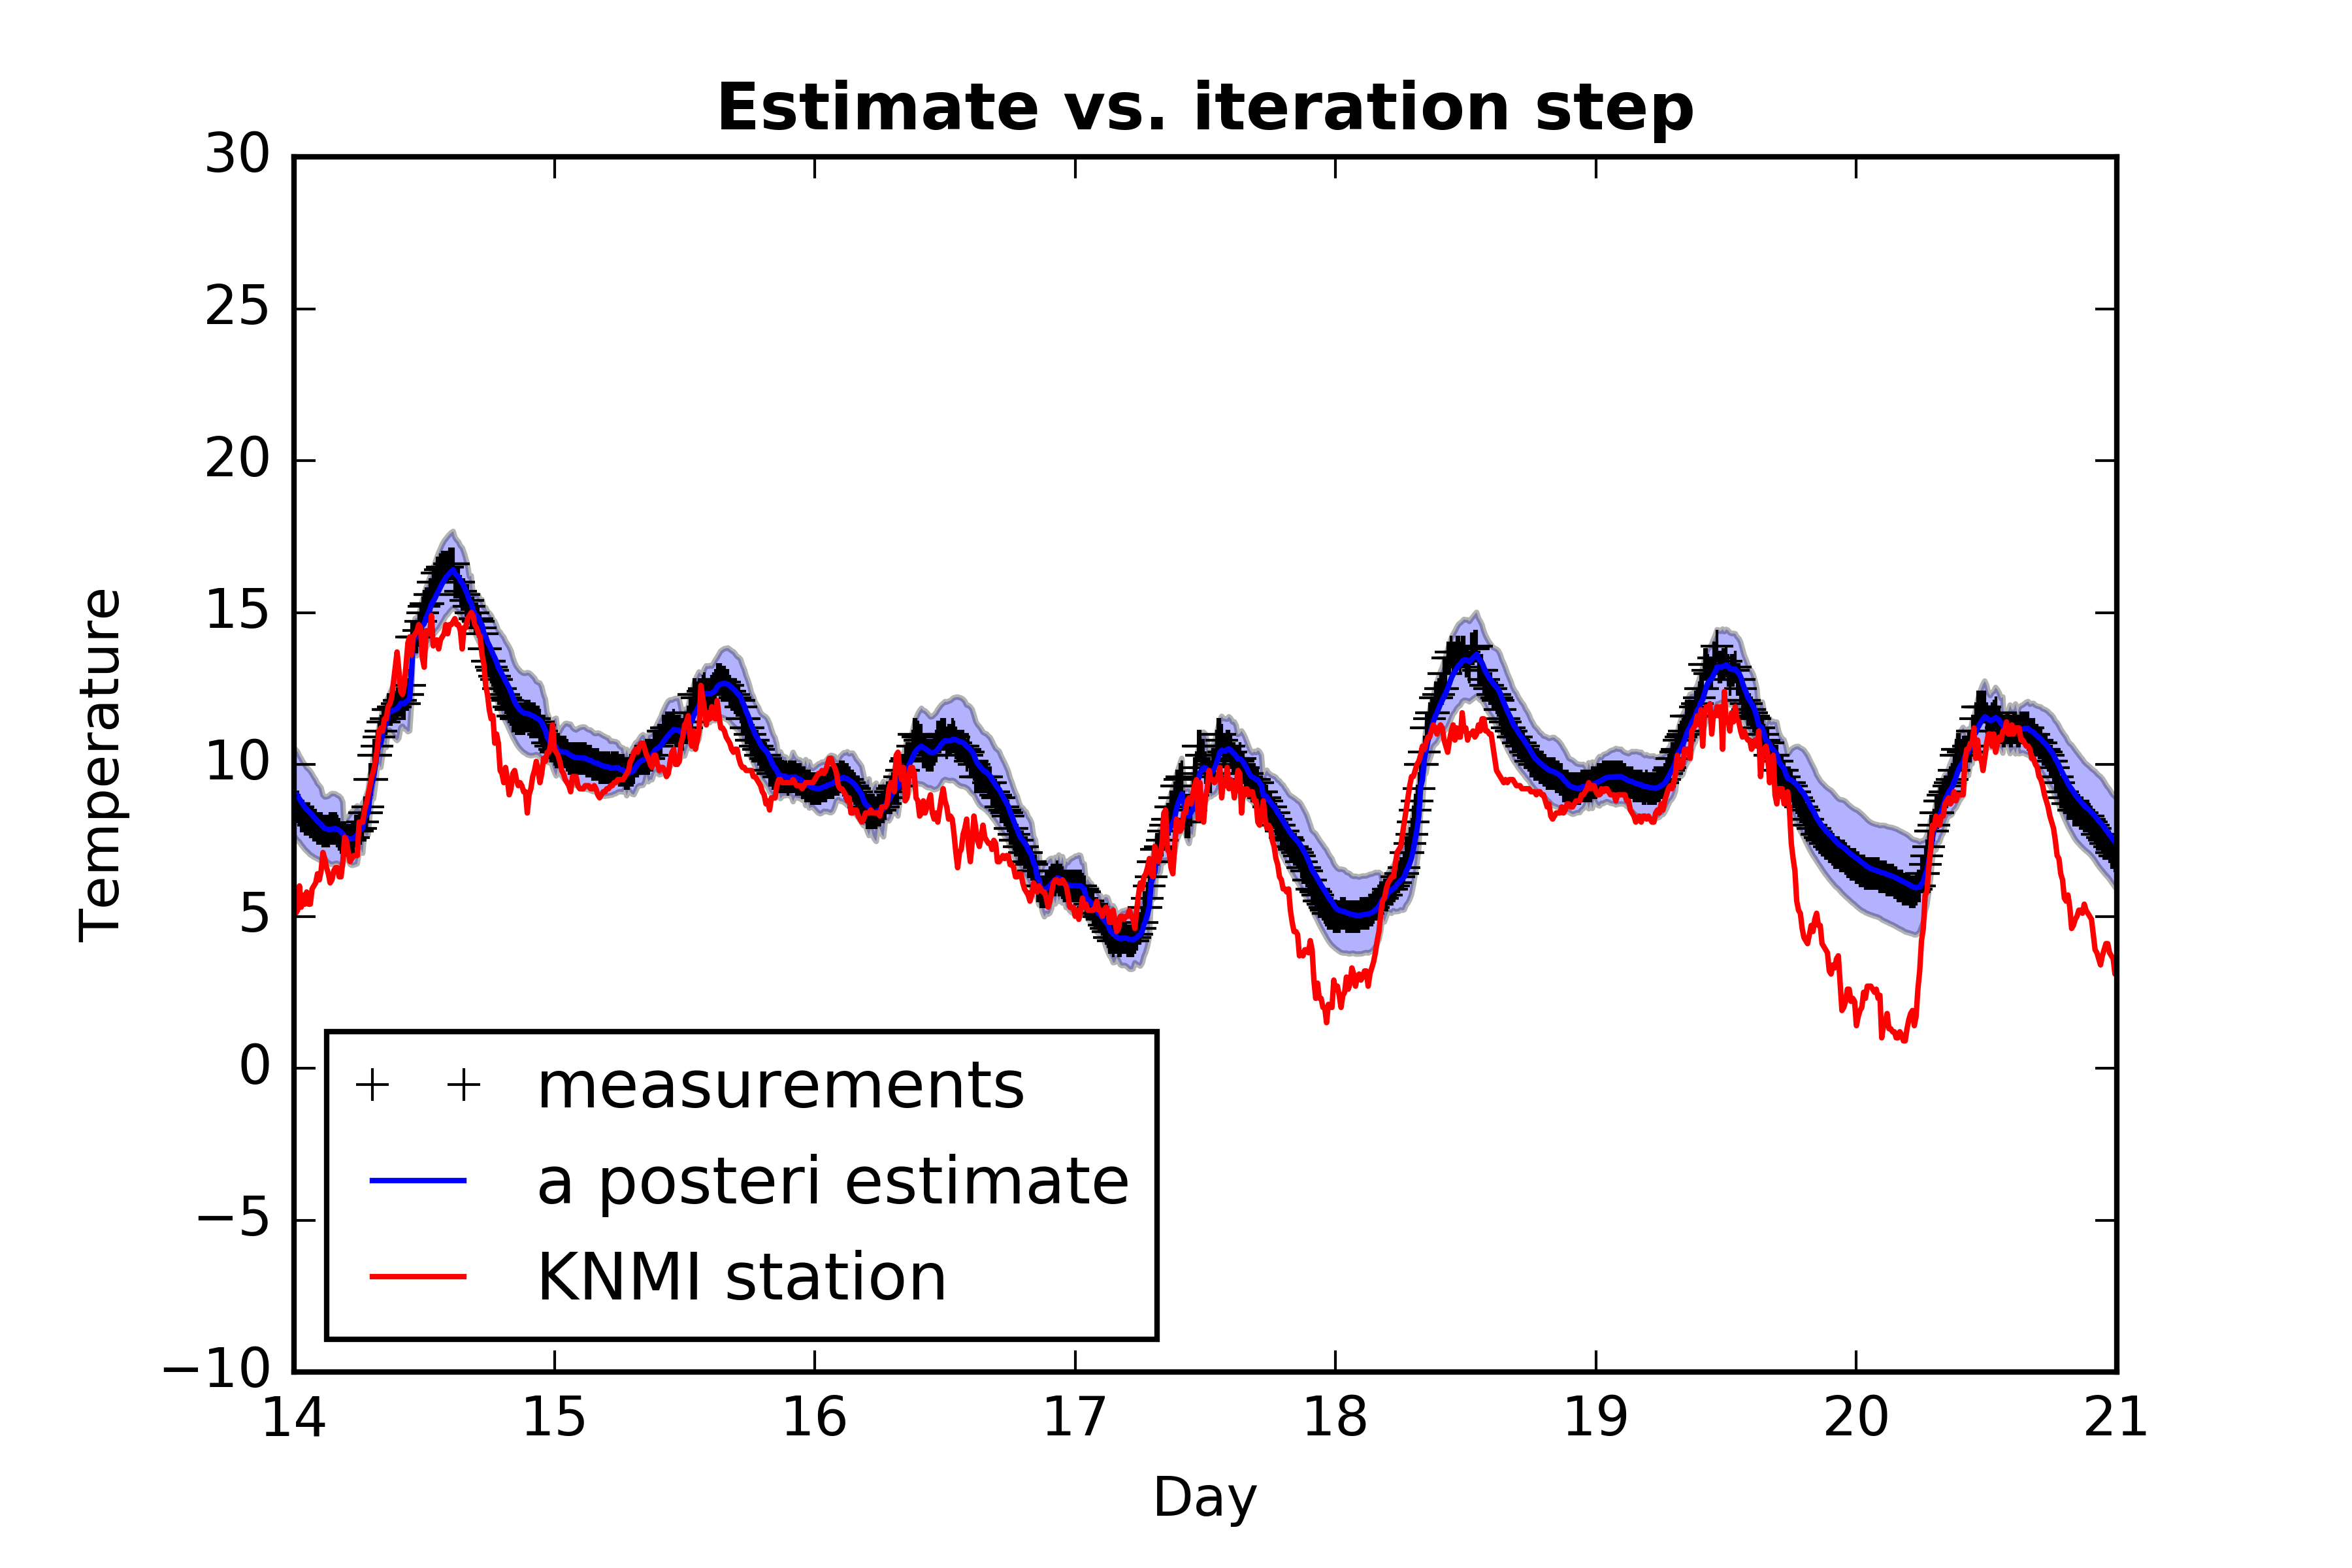 Estimate vs. iteration step
30
25
20
15
10
5
0
−5
−10
Temperature
measurements
a posteri estimate
KNMI station
14 15 16 17 18 19 20 21
Day